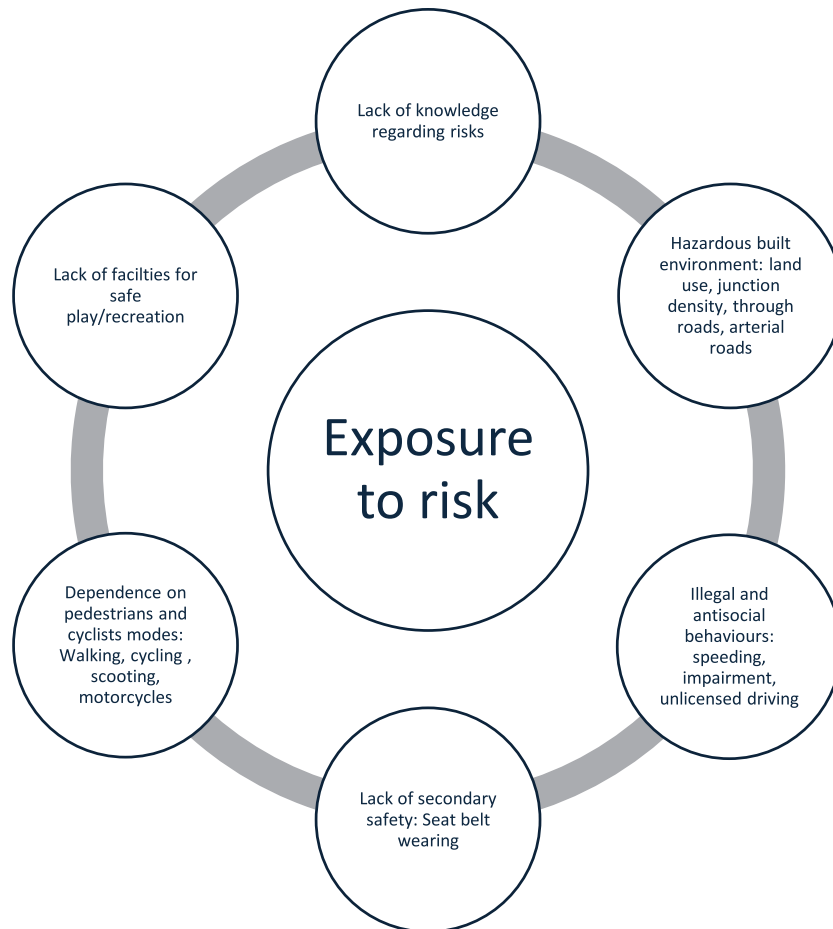 Lack of knowledge
regarding risks
Hazardous built
environment: land
use, junction
density, through
roads, arterial
roads
Illegal and
antisocial
behaviours:
speeding,
impairment,
unlicensed driving
Lack of secondary
safety: Seat belt
wearing
Dependence on
pedestrians and
cyclists modes:
Walking, cycling ,
scooting,
motorcycles
Lack of facilties for
safe
play/recreation
Exposure
to risk